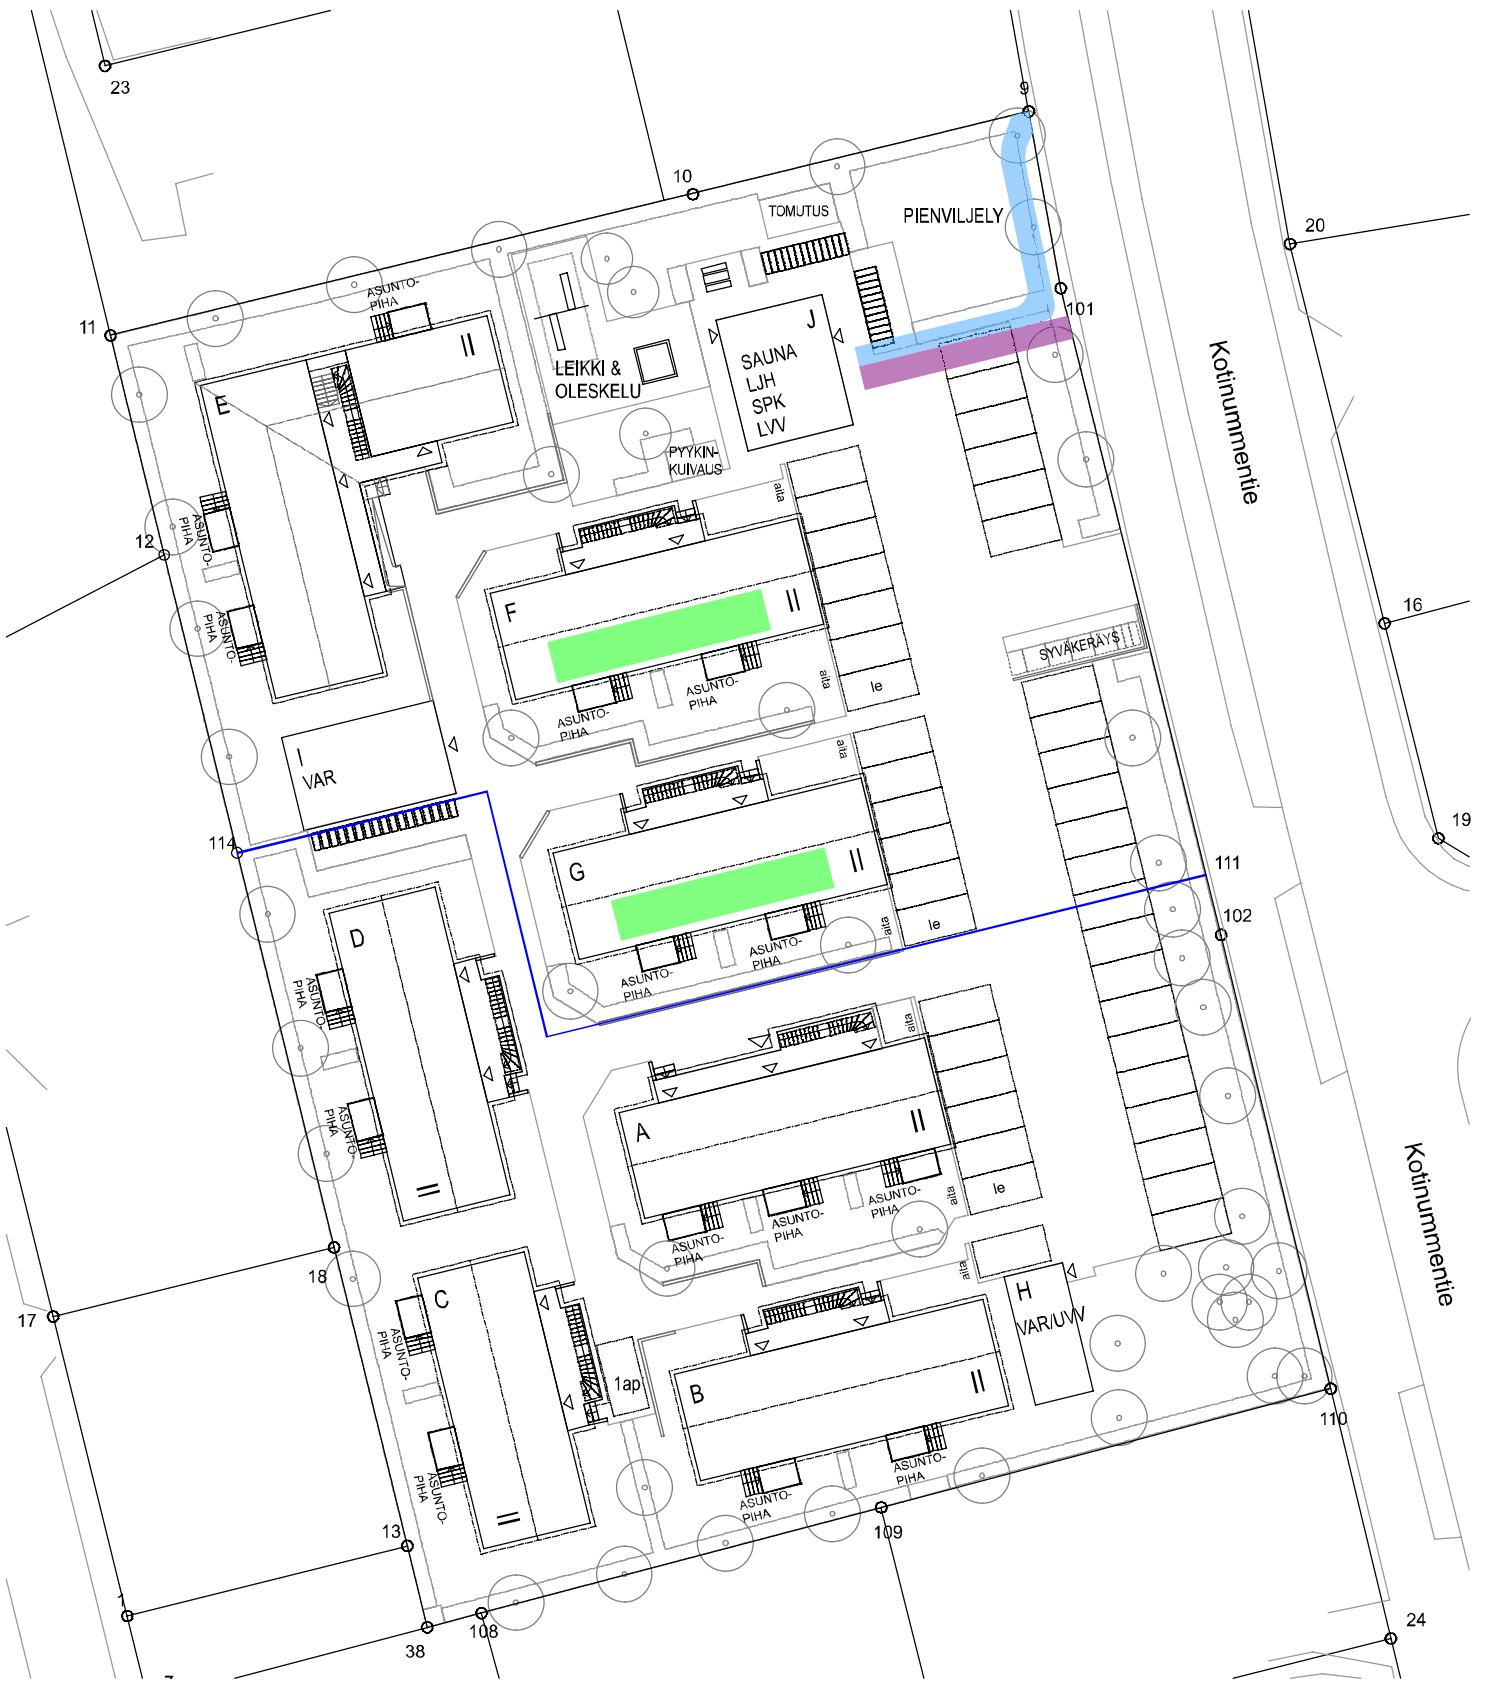 23
9
10
20
TOMUTUS
PIENVILJELY
ASUNTO-
PIHA
11
101
II
J
SAUNA
LJH
SPK
LVV
LEIKKI &
OLESKELU
Kotinummentie
E
PYYKIN-
KUIVAUS
aita
ASUNTO-
PIHA
12
F
II
16
ASUNTO-
PIHA
SYVÄKERÄYS
aita
le
ASUNTO-
PIHA
ASUNTO-
PIHA
I
VAR
aita
19
114
G
II
111
102
le
aita
D
ASUNTO-
PIHA
ASUNTO-
PIHA
ASUNTO-
PIHA
aita
A
II
ASUNTO-
PIHA
Kotinummentie
le
aita
ASUNTO-
PIHA
ASUNTO-
PIHA
ASUNTO-
PIHA
II
18
aita
H
VAR/UVV
C
17
ASUNTO-
PIHA
1ap
B
II
110
ASUNTO-
PIHA
ASUNTO-
PIHA
ASUNTO-
PIHA
II
109
13
1
108
38
24